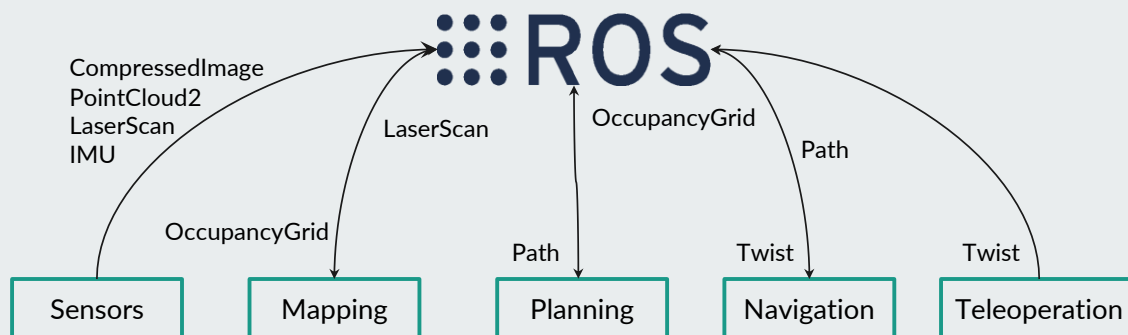 ROS
CompressedImage
PointCloud2
LaserScan
IMU
LaserScan
OccupancyGrid
Path
OccupancyGrid
Path
Twist
Twist
Sensors
Mapping
Planning
Navigation
Teleoperation